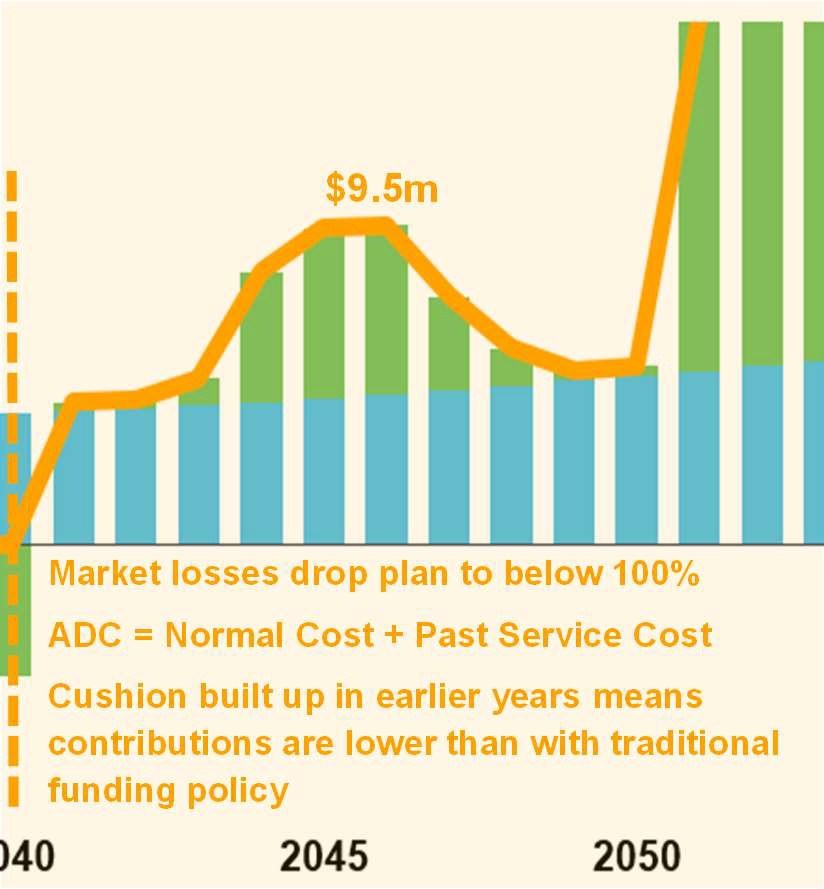 $9.5m
Market losses drop plan to below 100%
ADC = Normal Cost + Past Service Cost
Cushion built up in earlier years means
contributions are lower than with traditional
funding policy
040 2045 2050